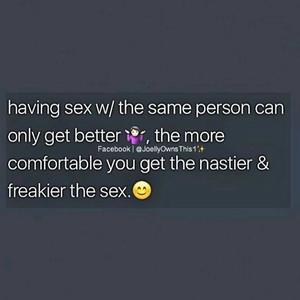 having sex w/ the same person can
only get better 🤷🏻‍♀️, the more
Facebook | @JoellyOwnsThis1✨
comfortable you get the nastier &
freakier the sex.😊